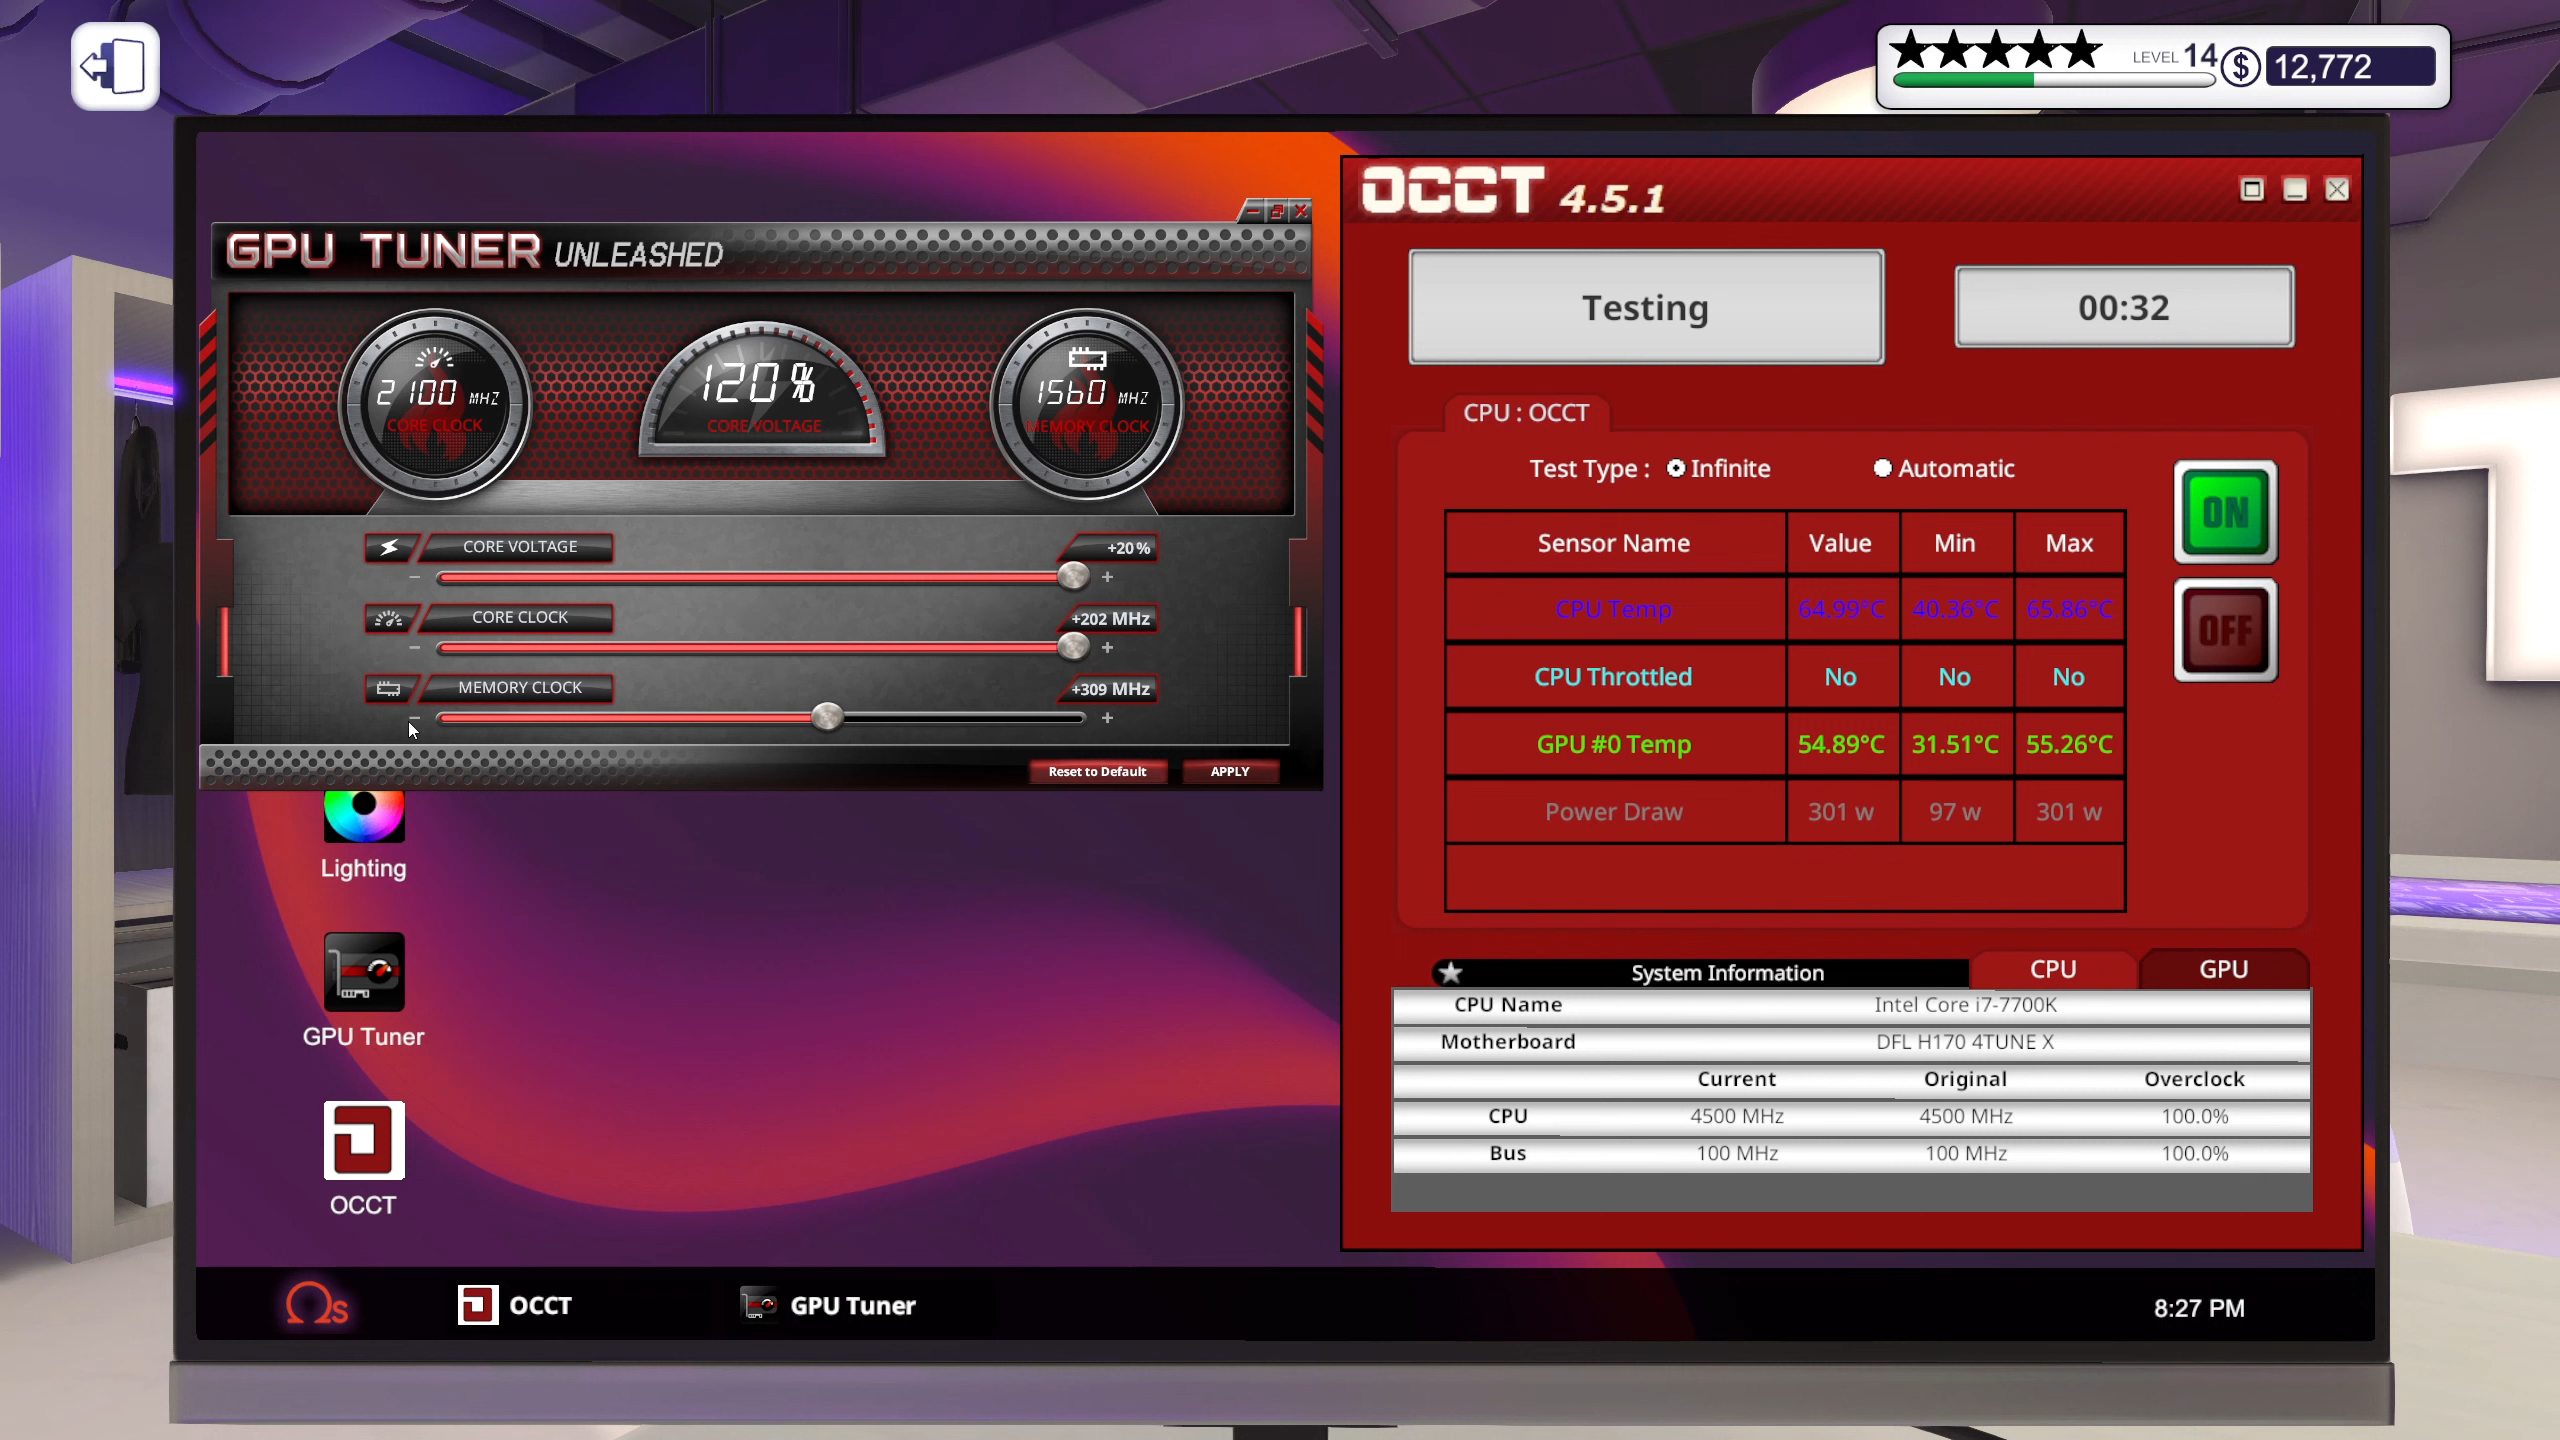 LEVEL 14 $ 12,772
GPU TUNER UNLEASHED
2100 MHZ
CORE CLOCK
120%
CORE VOLTAGE
1560 MHZ
MEMORY CLOCK
CORE VOLTAGE +20%
- +
CORE CLOCK +202 MHz
- +
MEMORY CLOCK +309 MHz
- +
Reset to Default APPLY
Lighting
GPU Tuner
OCCT
OCCT 4.5.1
Testing 00:32
CPU : OCCT
Test Type : Infinite Automatic
ON
OFF
Sensor Name Value Min Max
CPU Temp 64.99°C 40.36°C 65.86°C
CPU Throttled No No No
GPU #0 Temp 54.89°C 31.51°C 55.26°C
Power Draw 301 w 97 w 301 w
System Information CPU GPU
CPU Name Intel Core i7-7700K
Motherboard DFL H170 4TUNE X
Current Original Overclock
CPU 4500 MHz 4500 MHz 100.0%
Bus 100 MHz 100 MHz 100.0%
Ωs OCCT GPU Tuner 8:27 PM